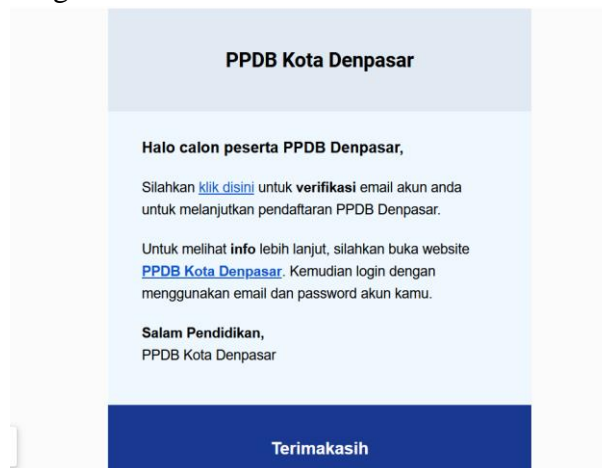 PPDB Kota Denpasar
Halo calon peserta PPDB Denpasar,
Silahkan klik disini untuk verifikasi email akun anda
untuk melanjutkan pendaftaran PPDB Denpasar.
Untuk melihat info lebih lanjut, silahkan buka website
PPDB Kota Denpasar. Kemudian login dengan
menggunakan email dan password akun kamu.
Salam Pendidikan,
PPDB Kota Denpasar
Terimakasih